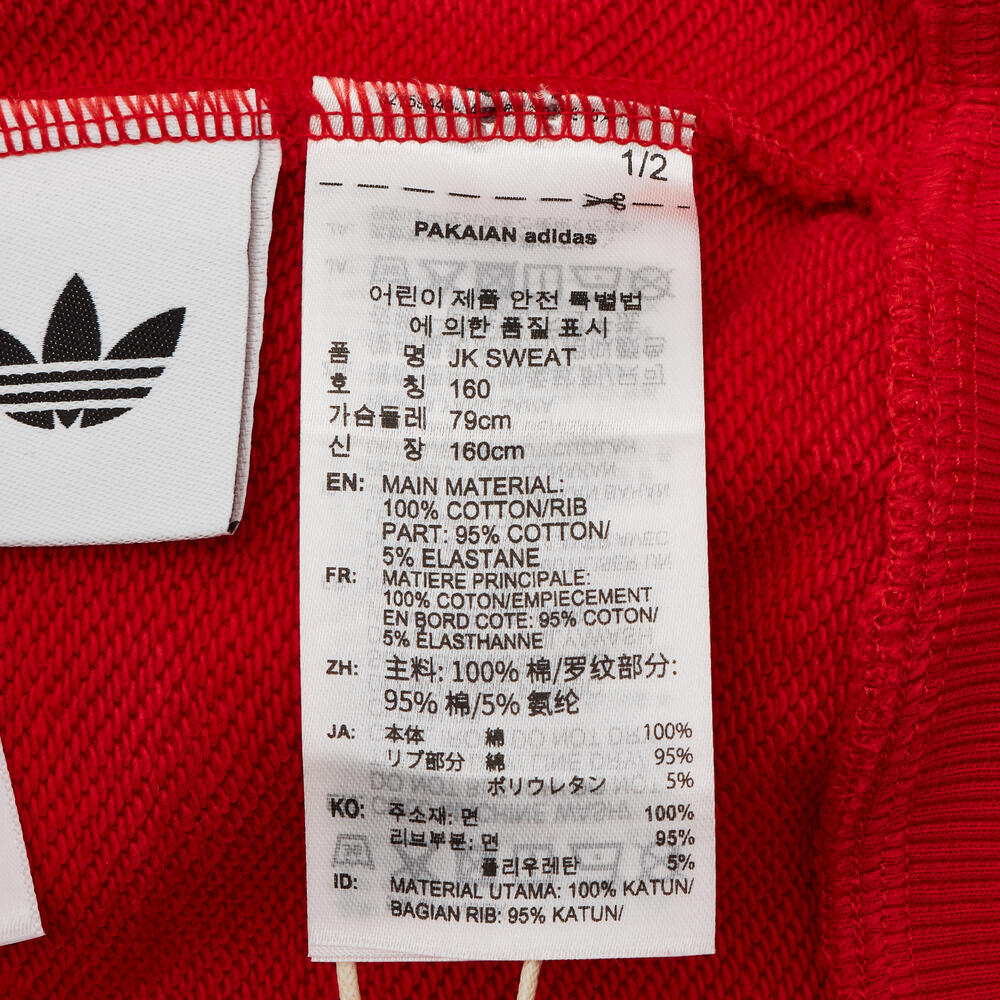 1/2
PAKAIAN adidas
어린이 제품 안전 특별법
에 의한 품질 표시
품 명 JK SWEAT
호 칭 160
가슴둘레 79cm
신 장 160cm
EN: MAIN MATERIAL:
100% COTTON/RIB
PART: 95% COTTON/
5% ELASTANE
FR: MATIERE PRINCIPALE:
100% COTON/EMPIECEMENT
EN BORD COTE: 95% COTON/
5% ÉLASTHANNE
ZH: 主料: 100% 棉/罗纹部分:
95% 棉/5% 氨纶
JA: 本体 綿 100%
リブ部分 綿 95%
ポリウレタン 5%
KO: 주소재: 면 100%
리브부분: 면 95%
폴리우레탄 5%
ID: MATERIAL UTAMA: 100% KATUN/
BAGIAN RIB: 95% KATUN/